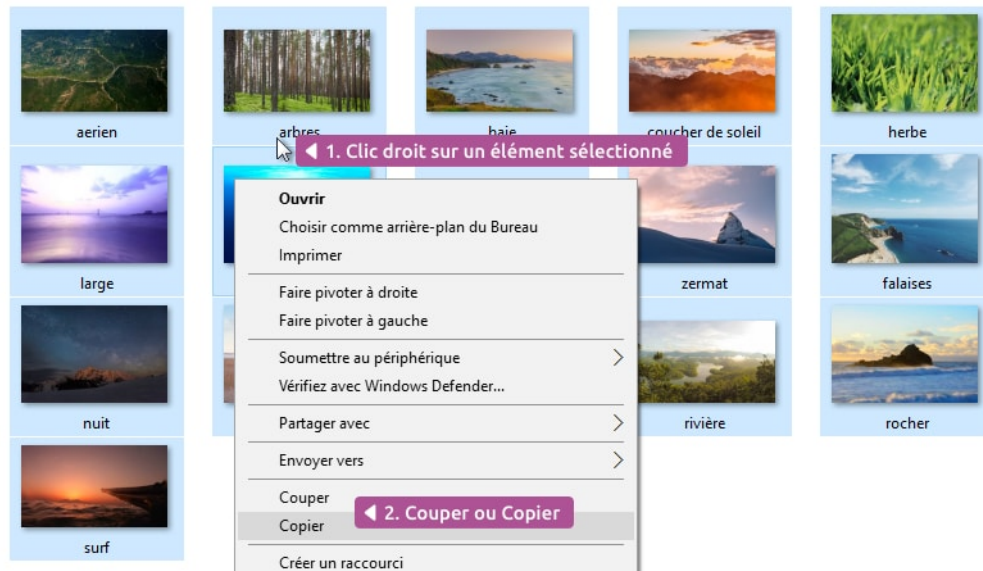 aerien
arbres
baie
coucher de soleil
herbe
1. Clic droit sur un élément sélectionné
large
zermat
falaises
nuit
rivière
rocher
surf
Ouvrir
Choisir comme arrière-plan du Bureau
Imprimer
Faire pivoter à droite
Faire pivoter à gauche
Soumettre au périphérique
Vérifiez avec Windows Defender...
Partager avec
Envoyer vers
Couper
2. Couper ou Copier
Copier
Créer un raccourci